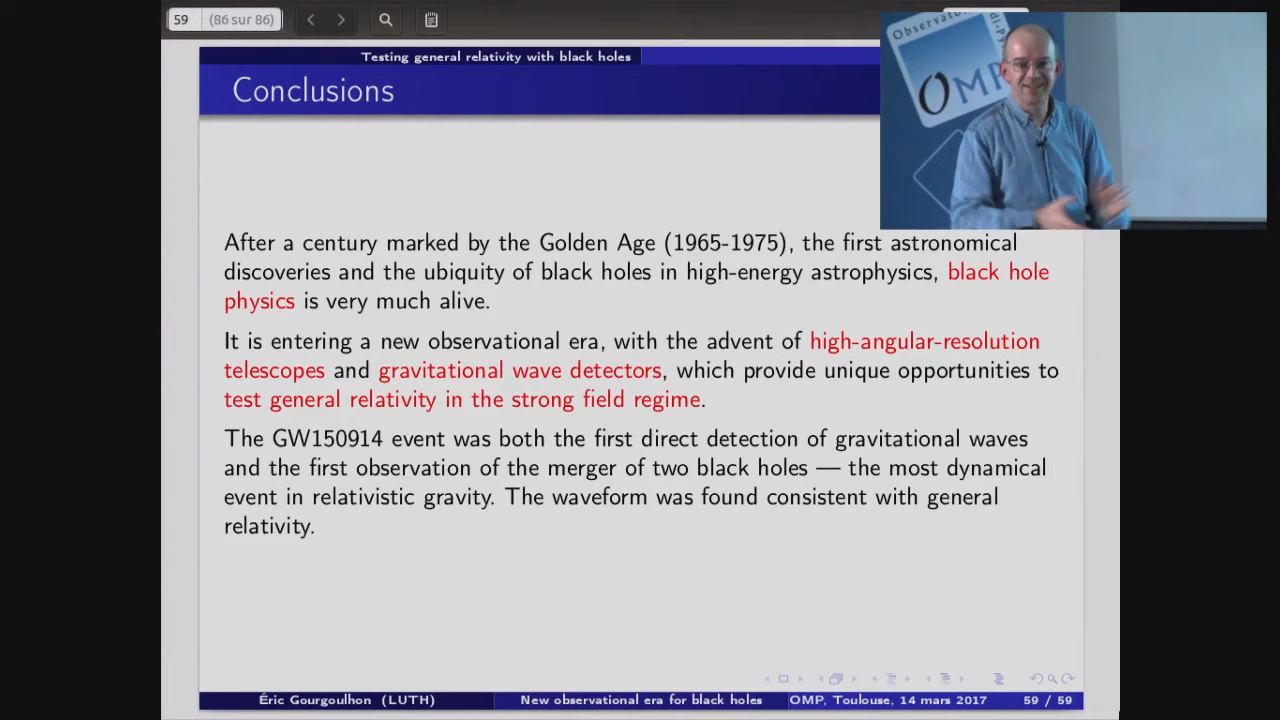 59 (86 sur 86)
Testing general relativity with black holes
Conclusions
Observato
di-Py
OMP
After a century marked by the Golden Age (1965-1975), the first astronomical
discoveries and the ubiquity of black holes in high-energy astrophysics, black hole
physics is very much alive.
It is entering a new observational era, with the advent of high-angular-resolution
telescopes and gravitational wave detectors, which provide unique opportunities to
test general relativity in the strong field regime.
The GW150914 event was both the first direct detection of gravitational waves
and the first observation of the merger of two black holes — the most dynamical
event in relativistic gravity. The waveform was found consistent with general
relativity.
Éric Gourgoulhon (LUTH) New observational era for black holes OMP, Toulouse, 14 mars 2017 59 / 59